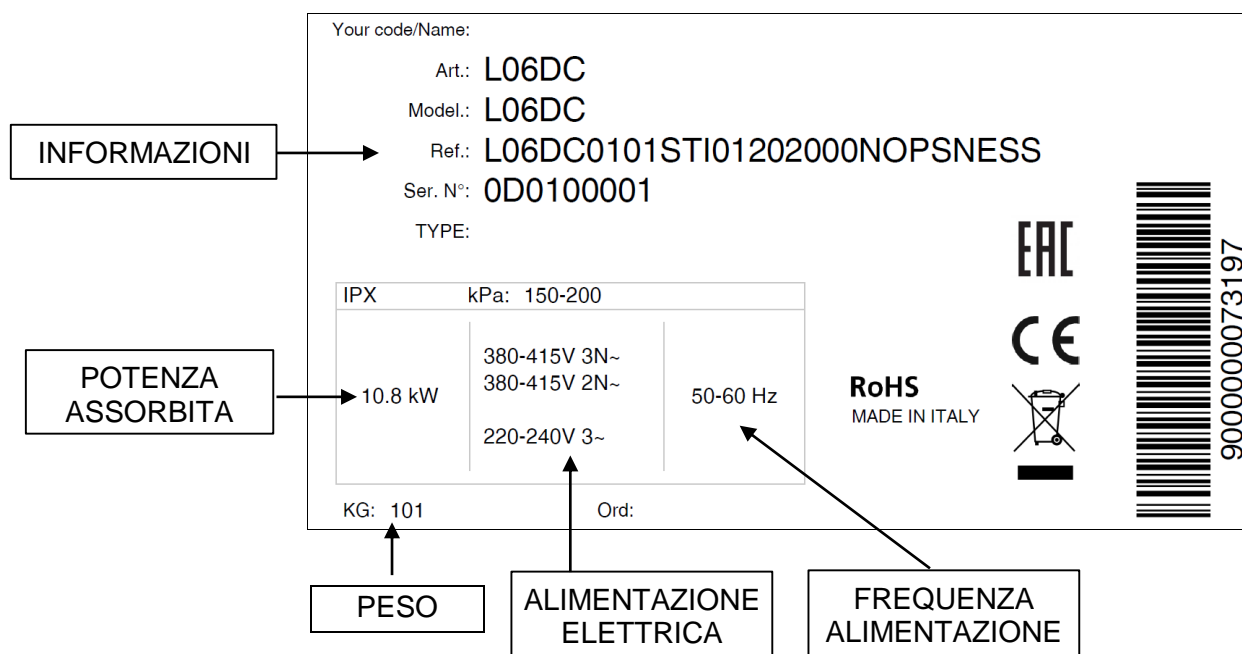 Your code/Name:
Art.: L06DC
Model.: L06DC
INFORMAZIONI
Ref.: L06DC0101STI01202000NOPSNESS
Ser. N°: 0D0100001
TYPE:
EAC
IPX kPa: 150-200
CE
POTENZA
ASSORBITA
10.8 kW
380-415V 3N~
380-415V 2N~
220-240V 3~
50-60 Hz
RoHS
MADE IN ITALY
9000000073197
KG: 101 Ord:
PESO
ALIMENTAZIONE
ELETTRICA
FREQUENZA
ALIMENTAZIONE